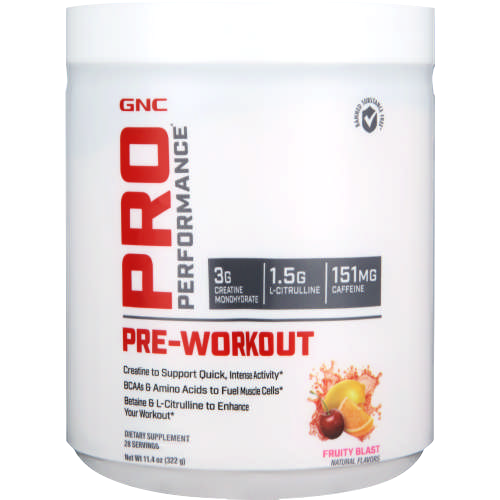 GNC
BANNED SUBSTANCE FREE
PRO
PERFORMANCE®
3G
CREATINE
MONOHYDRATE
1.5G
L-CITRULLINE
151MG
CAFFEINE
PRE-WORKOUT
Creatine to Support Quick, Intense Activity*
BCAAs & Amino Acids to Fuel Muscle Cells*
Betaine & L-Citrulline to Enhance
Your Workout*
DIETARY SUPPLEMENT
28 SERVINGS
Net Wt 11.4 oz (322 g)
FRUITY BLAST
NATURAL FLAVORS